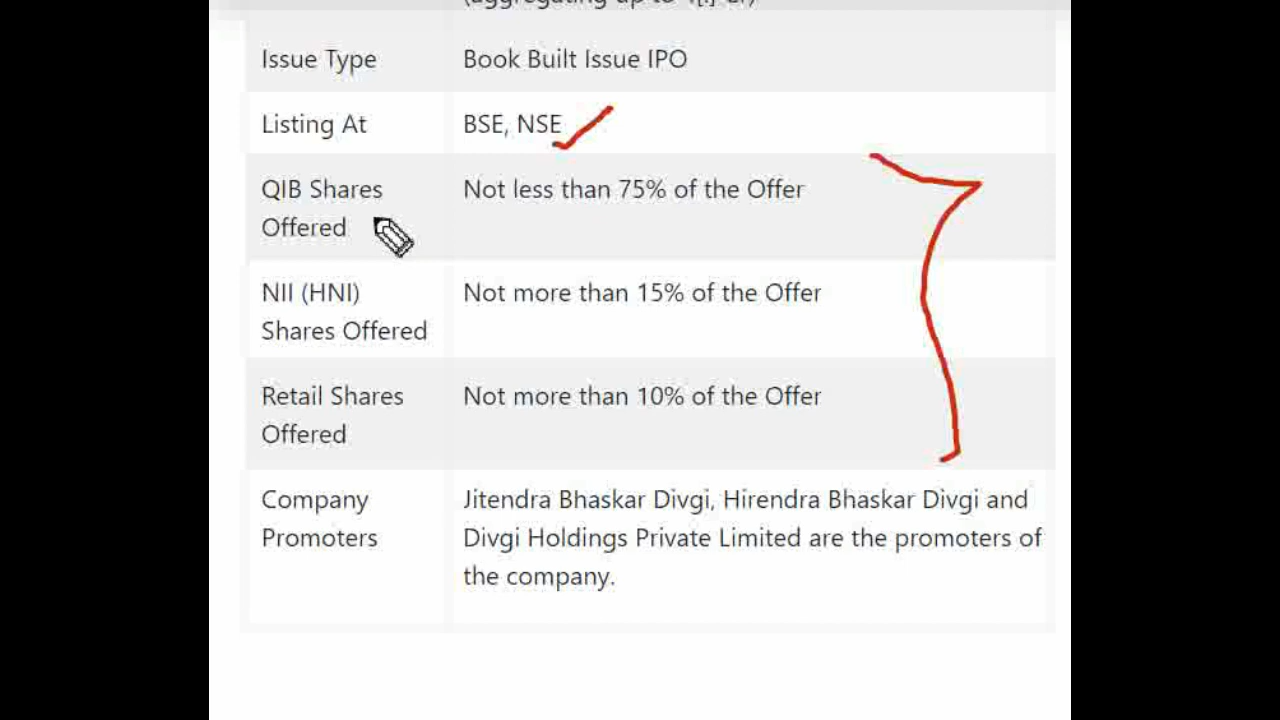 (aggregating up to
Issue Type Book Built Issue IPO
Listing At BSE, NSE
QIB Shares Not less than 75% of the Offer
Offered
NII (HNI) Not more than 15% of the Offer
Shares Offered
Retail Shares Not more than 10% of the Offer
Offered
Company Jitendra Bhaskar Divgi, Hirendra Bhaskar Divgi and
Promoters Divgi Holdings Private Limited are the promoters of
the company.